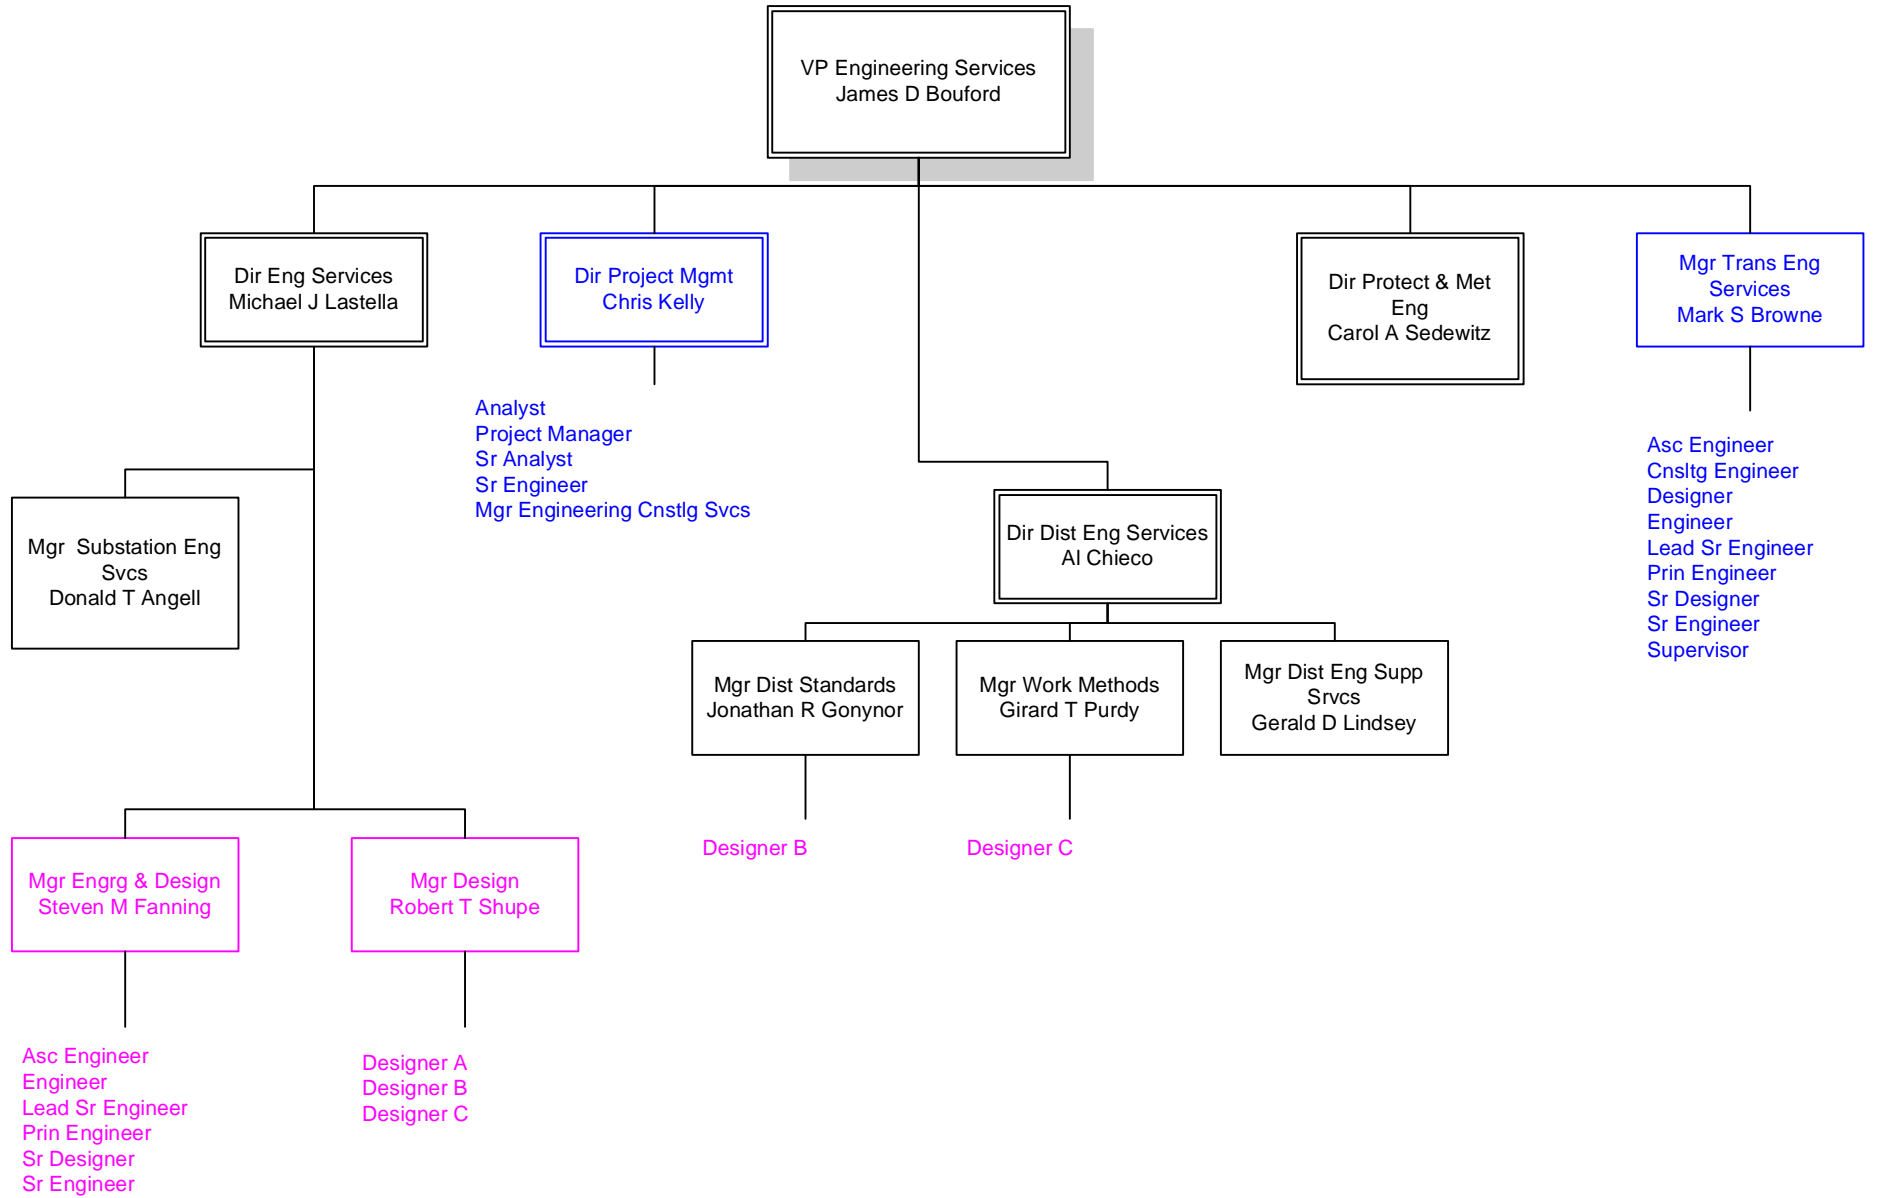 VP Engineering Services
James D Bouford
Dir Eng Services
Michael J Lastella
Dir Project Mgmt
Chris Kelly
Dir Protect & Met
Eng
Carol A Sedewitz
Mgr Trans Eng
Services
Mark S Browne
Analyst
Project Manager
Sr Analyst
Sr Engineer
Mgr Engineering Cnstlg Svcs
Asc Engineer
Cnsltg Engineer
Designer
Engineer
Lead Sr Engineer
Prin Engineer
Sr Designer
Sr Engineer
Supervisor
Mgr Substation Eng
Svcs
Donald T Angell
Dir Dist Eng Services
Al Chieco
Mgr Dist Standards
Jonathan R Gonynor
Mgr Work Methods
Girard T Purdy
Mgr Dist Eng Supp
Srvcs
Gerald D Lindsey
Designer B
Designer C
Mgr Engrg & Design
Steven M Fanning
Mgr Design
Robert T Shupe
Asc Engineer
Engineer
Lead Sr Engineer
Prin Engineer
Sr Designer
Sr Engineer
Designer A
Designer B
Designer C